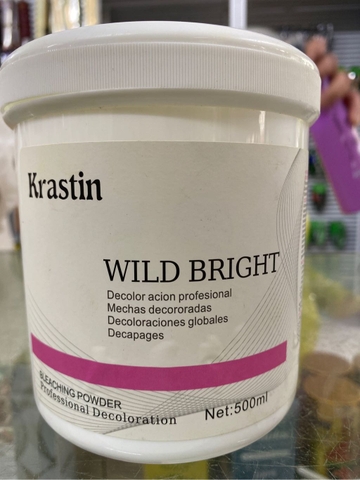 Krastin
WILD BRIGHT
Decolor acion profesional
Mechas decororadas
Decoloraciones globales
Decapages
BLEACHING POWDER
Professional Decoloration
Net:500ml